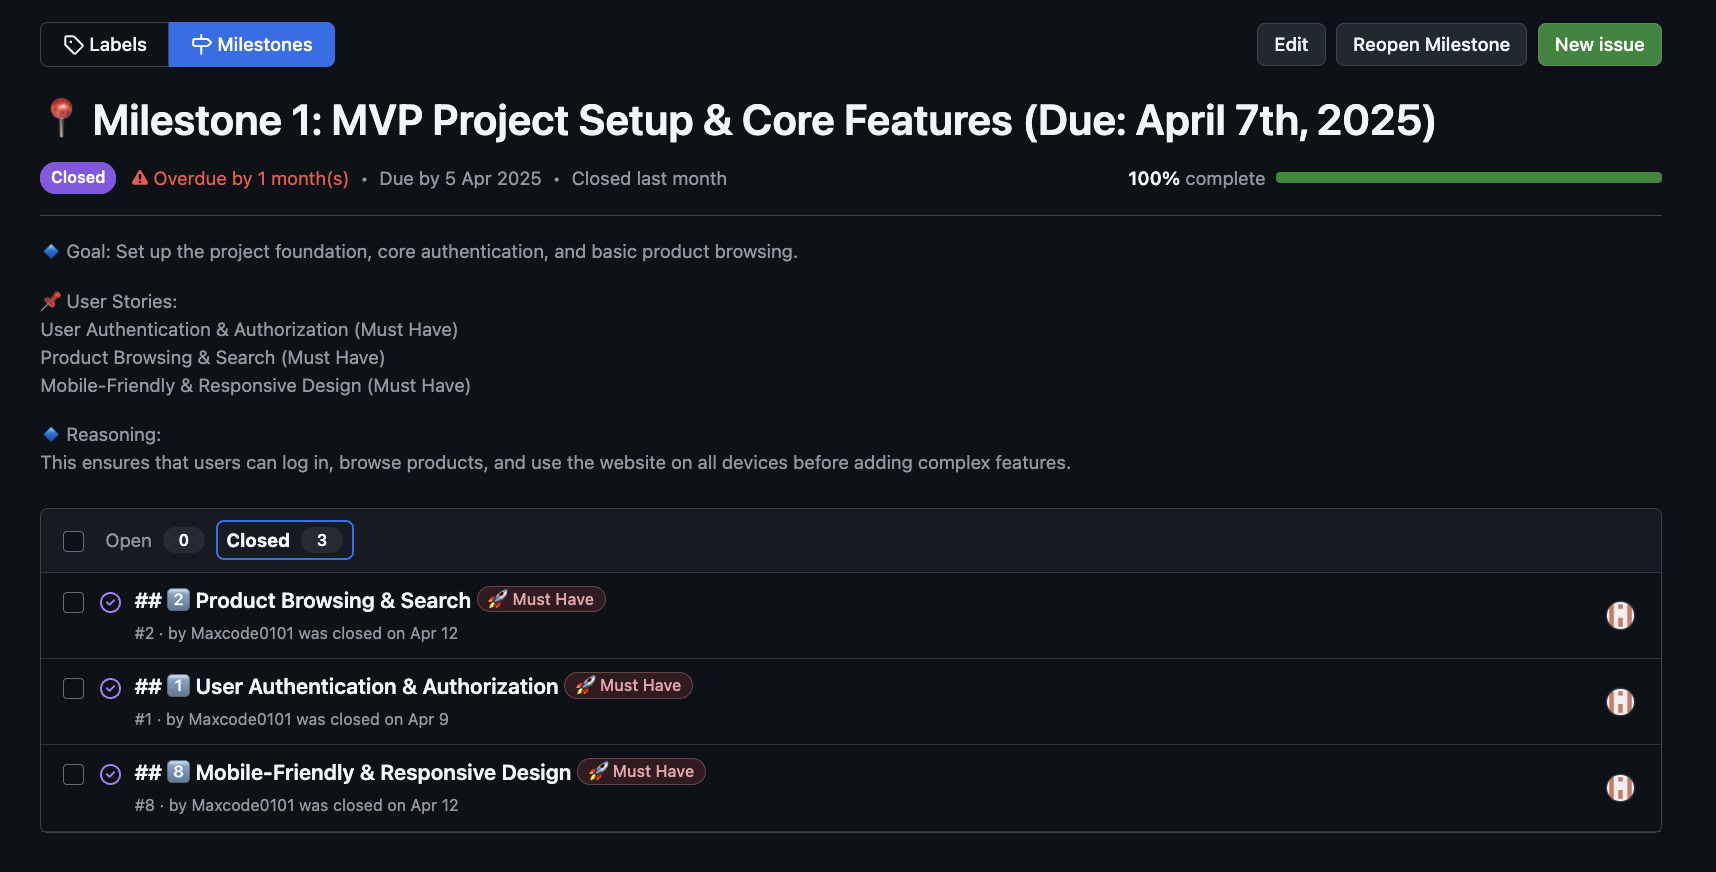 Labels Milestones Edit Reopen Milestone New issue
📍 Milestone 1: MVP Project Setup & Core Features (Due: April 7th, 2025)
Closed Overdue by 1 month(s) • Due by 5 Apr 2025 • Closed last month 100% complete
🔹 Goal: Set up the project foundation, core authentication, and basic product browsing.
📌 User Stories:
User Authentication & Authorization (Must Have)
Product Browsing & Search (Must Have)
Mobile-Friendly & Responsive Design (Must Have)
🔹 Reasoning:
This ensures that users can log in, browse products, and use the website on all devices before adding complex features.
Open 0 Closed 3
## 2️⃣ Product Browsing & Search 🚀 Must Have
#2 · by Maxcode0101 was closed on Apr 12
## 1️⃣ User Authentication & Authorization 🚀 Must Have
#1 · by Maxcode0101 was closed on Apr 9
## 8️⃣ Mobile-Friendly & Responsive Design 🚀 Must Have
#8 · by Maxcode0101 was closed on Apr 12